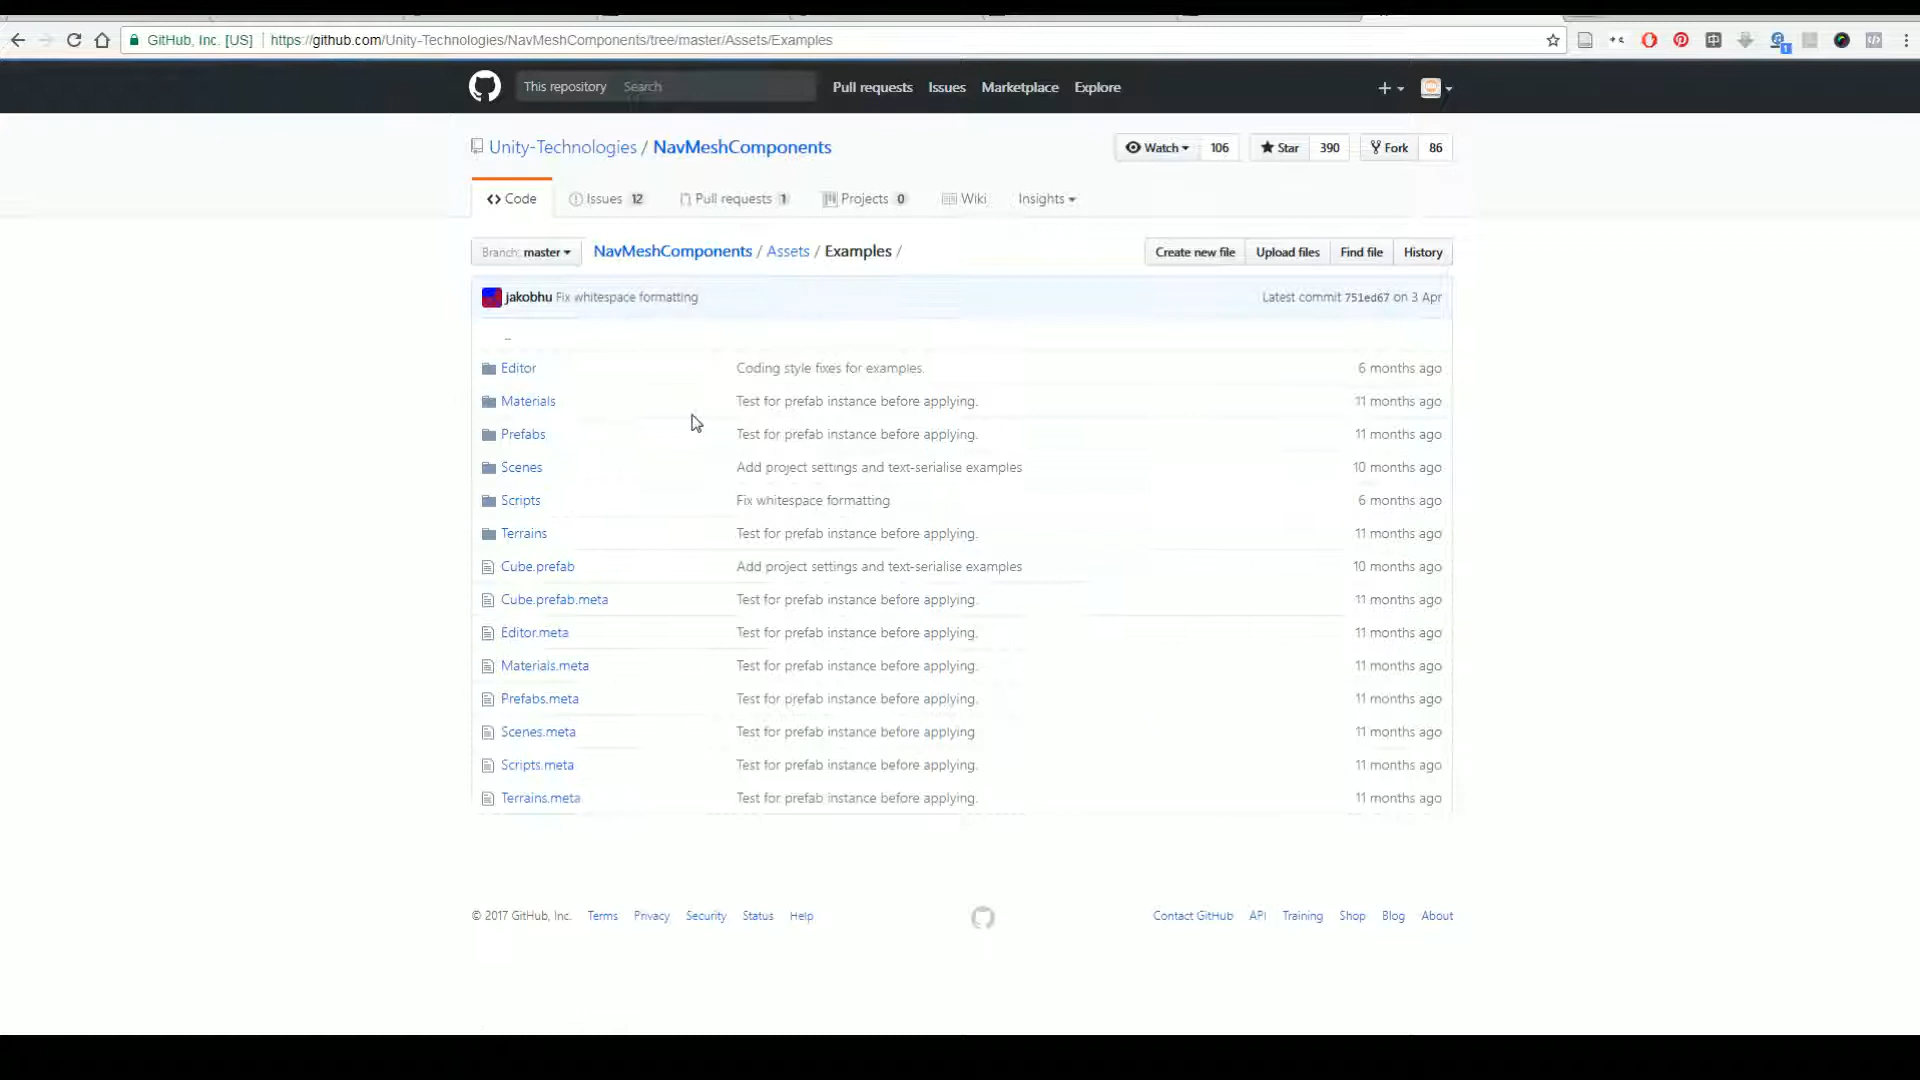 GitHub, Inc. [US] https://github.com/Unity-Technologies/NavMeshComponents/tree/master/Assets/Examples
This repository Search Pull requests Issues Marketplace Explore
Unity-Technologies / NavMeshComponents Watch 106 Star 390 Fork 86
Code Issues 12 Pull requests 1 Projects 0 Wiki Insights
Branch: master NavMeshComponents / Assets / Examples / Create new file Upload files Find file History
jakobhu Fix whitespace formatting Latest commit 751ed67 on 3 Apr
..
Editor Coding style fixes for examples. 6 months ago
Materials Test for prefab instance before applying. 11 months ago
Prefabs Test for prefab instance before applying. 11 months ago
Scenes Add project settings and text-serialise examples 10 months ago
Scripts Fix whitespace formatting 6 months ago
Terrains Test for prefab instance before applying. 11 months ago
Cube.prefab Add project settings and text-serialise examples 10 months ago
Cube.prefab.meta Test for prefab instance before applying. 11 months ago
Editor.meta Test for prefab instance before applying. 11 months ago
Materials.meta Test for prefab instance before applying. 11 months ago
Prefabs.meta Test for prefab instance before applying. 11 months ago
Scenes.meta Test for prefab instance before applying 11 months ago
Scripts.meta Test for prefab instance before applying. 11 months ago
Terrains.meta Test for prefab instance before applying. 11 months ago
© 2017 GitHub, Inc. Terms Privacy Security Status Help Contact GitHub API Training Shop Blog About